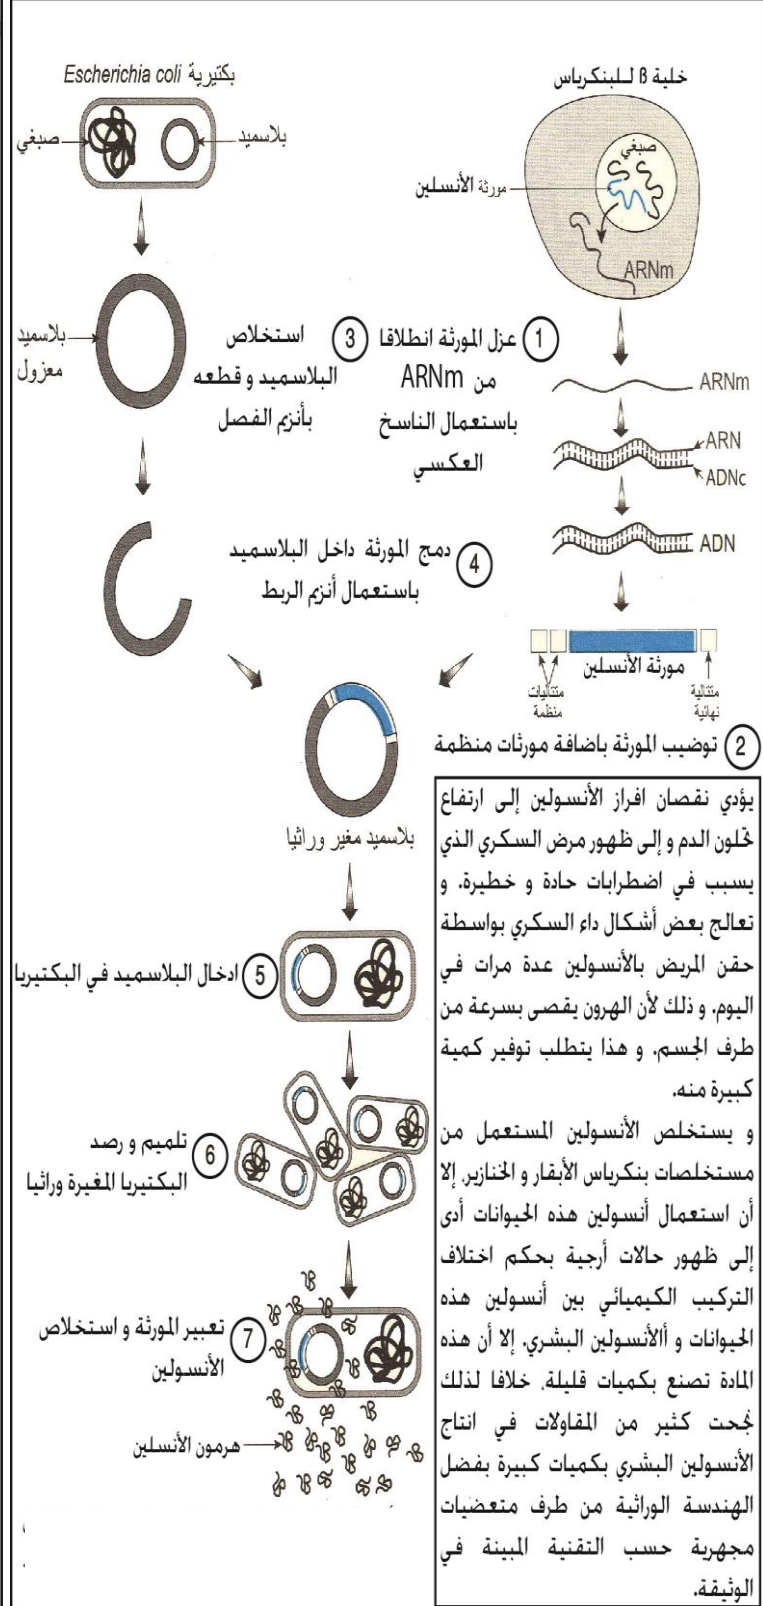 بكتيرية Escherichia coli
صبغي
بلاسميد
خلية ß للبنكرياس
صبغي
مورثة الأنسلين
ARNm
1 عزل المورثة انطلاقا
من ARNm
باستعمال الناسخ
العكسي
ARNm
ARN
ADNc
ADN
مورثة الأنسلين
متتاليات
منظمة
متتالية
نهائية
2 توضيب المورثة باضافة مورثات منظمة
بلاسميد
معزول
3 استخلاص
البلاسميد و قطعه
بأنزيم الفصل
4 دمج المورثة داخل البلاسميد
باستعمال أنزيم الربط
بلاسميد مغير وراثيا
5 ادخال البلاسميد في البكتيريا
6 تلميم و رصد
البكتيريا المغيرة وراثيا
7 تعبير المورثة و استخلاص
الأنسلين
هرمون الأنسلين
يؤدي نقصان افراز الأنسولين إلى ارتفاع
تحلون الدم و إلى ظهور مرض السكري الذي
يسبب في اضطرابات حادة و خطيرة. و
تعالج بعض أشكال داء السكري بواسطة
حقن المريض بالأنسولين عدة مرات في
اليوم. و ذلك لأن الهرون يقصى بسرعة من
طرف الجسم. و هذا يتطلب توفير كمية
كبيرة منه.
و يستخلص الأنسولين المستعمل من
مستخلصات بنكرياس الأبقار و الخنازير. إلا
أن استعمال أنسولين هذه الحيوانات أدى
إلى ظهور حالات أرجية بحكم اختلاف
التركيب الكيميائي بين أنسولين هذه
الحيوانات و أالأنسولين البشري. إلا أن هذه
المادة تصنع بكميات قليلة. خلافا لذلك
نجحت كثير من المقاولات في انتاج
الأنسولين البشري بكميات كبيرة بفضل
الهندسة الوراثية من طرف متعضيات
مجهرية حسب التقنية المبينة في
الوثيقة.